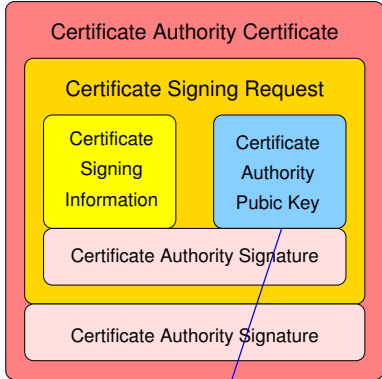 Certificate Authority Certificate
Certificate Signing Request
Certificate
Signing
Information
Certificate
Authority
Pubic Key
Certificate Authority Signature
Certificate Authority Signature